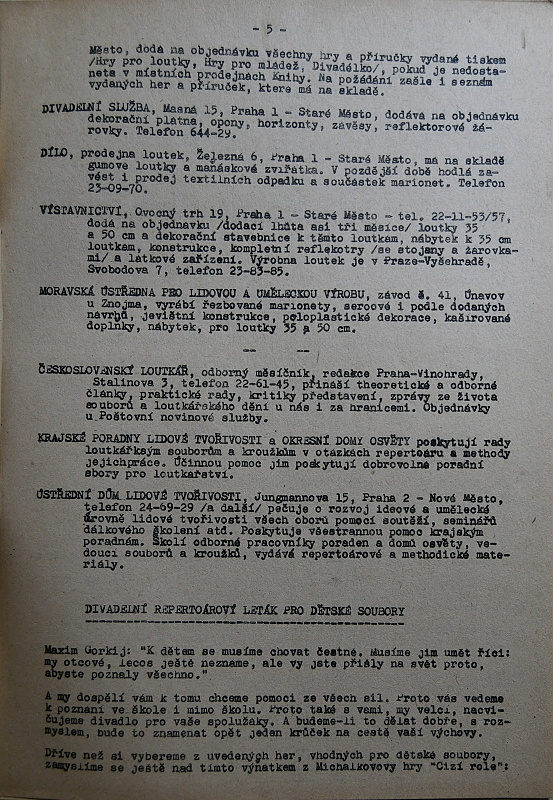 - 5 -
Město, dodá na objednávku všechny hry a příručky vydané tiskem
/Hry pro loutky, Hry pro mládež, Divadélko/, pokud je nedosta-
nete v místních prodejnách Knihy. Na požádání zašle i seznam
vydaných her a příruček, které má na skladě.
DIVADELNÍ SLUŽBA, Masná 15, Praha 1 - Staré Město, dodává na objednávku
dekorační plátna, opony, horizonty, závěsy, reflektorové žá-
rovky. Telefon 644-29.
DÍLO, prodejna loutek, Železná 6, Praha 1 - Staré Město, má na skladě
gumové loutky a manáskové zvířátka. V pozdější době hodlá za-
vést i prodej textilních odpadku a součástek marionet. Telefon
23-09-70.
VÝSTAVNICTVÍ, Ovocný trh 19, Praha 1 - Staré Město - tel. 22-11-53/57,
dodá na objednávku /dodací lhůta asi tři měsíce/ loutky 35
a 50 cm a dekorační stavebnice k těmto loutkám, nábytek k 35 cm
loutkám, konstrukce, kompletní reflektory /se stojany a žárovka-
mi/ a látkové zařízení. Výrobna loutek je v Praze-Vyšehradě,
Svobodova 7, telefon 23-83-85.
MORAVSKÁ ÚSTŘEDNA PRO LIDOVOU A UMĚLECKOU VÝROBU, závod č. 41, Únavov
u Znojma, vyrábí řezbované marionety, seroové i podle dodaných
návrhů, jevištní konstrukce, poloplastické dekorace, kašírované
doplňky, nábytek, pro loutky 35 a 50 cm.
-- --
ČESKOSLOVENSKÝ LOUTKÁŘ, odborný měsíčník, redakce Praha-Vinohrady,
Stalinova 3, telefon 22-61-45, přináší theoretické a odborné
články, praktické rady, kritiky představení, zprávy ze života
souborů a loutkářského dění u nás i za hranicemi. Objednávky
u Poštovní novinové služby.
KRAJSKÉ PORADNY LIDOVÉ TVOŘIVOSTI a OKRESNÍ DOMY OSVĚTY poskytují rady
loutkářksým souborům a kroužkům v otázkách repertoáru a methody
jejichpráce. Účinnou pomoc jim poskytují dobrovolné poradní
sbory pro loutkařství.
ÚSTŘEDNÍ DŮM LIDOVÉ TVOŘIVOSTI, Jungmannova 15, Praha 2 - Nové Město,
telefon 24-69-29 /a další/ pečuje o rozvoj ideové a umělecké
úrovně lidové tvořivosti všech oborů pomocí soutěží, seminářů
dálkového školení atd. Poskytuje všestrannou pomoc krajským
poradnám. Školí odborné pracovníky poraden a domů osvěty, ve-
doucí souborů a kroužků, vydává repertoárové a methodické mate-
riály.
DIVADELNÍ REPERTOÁROVÝ LETÁK PRO DĚTSKÉ SOUBORY
Maxim Gorkij: "K dětem se musíme chovat čestně. Musíme jim umět říci:
my otcové, lecos ještě neznáme, ale vy jste přišly na svět proto,
abyste poznaly všechno."
A my dospělí vám k tomu chceme pomoci ze všech sil. Proto vás vedeme
k poznání ve škole i mimo školu. Proto také s vámi, my velcí, nacvi-
čujeme divadlo pro vaše spolužáky. A budeme-li to dělat dobře, s roz-
myslem, bude to znamenat opět jeden krůček na cestě vaší výchovy.
Dříve než si vybereme z uvedených her, vhodných pro dětské soubory,
zamyslíme se ještě nad tímto výňatkem z Michalkovovy hry "Cizí role":